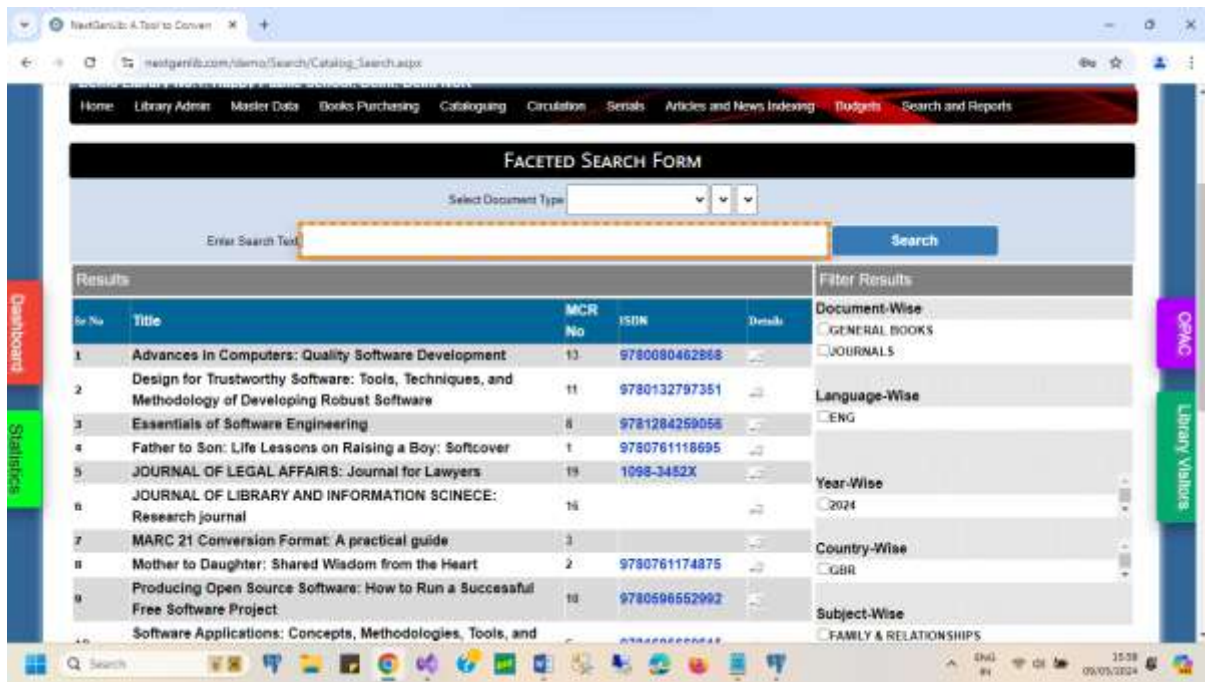 NextGenLib: A Tool to Conver
nextgenlib.com/demo/Search/Catalog_Search.aspx
Home Library Admin Master Data Books Purchasing Cataloguing Circulation Serials Articles and News Indexing Budgets Search and Reports
FACETED SEARCH FORM
Select Document Type
Enter Search Text
Search
Results
Filter Results
Sr No Title MCR No ISBN Details
1 Advances in Computers: Quality Software Development 13 9780080462868
2 Design for Trustworthy Software: Tools, Techniques, and
Methodology of Developing Robust Software 11 9780132797351
3 Essentials of Software Engineering 8 9781284259056
4 Father to Son: Life Lessons on Raising a Boy: Softcover 1 9780761118695
5 JOURNAL OF LEGAL AFFAIRS: Journal for Lawyers 19 1098-3452X
6 JOURNAL OF LIBRARY AND INFORMATION SCINECE:
Research journal 16
7 MARC 21 Conversion Format: A practical guide 3
8 Mother to Daughter: Shared Wisdom from the Heart 2 9780761174875
9 Producing Open Source Software: How to Run a Successful
Free Software Project 10 9780596552992
Software Applications: Concepts, Methodologies, Tools, and
Document-Wise
GENERAL BOOKS
JOURNALS
Language-Wise
ENG
Year-Wise
2024
Country-Wise
GBR
Subject-Wise
FAMILY & RELATIONSHIPS
Dashboard
Statistics
OPAC
Library Visitors
Search
ENG
IN
15:59
09/05/2024